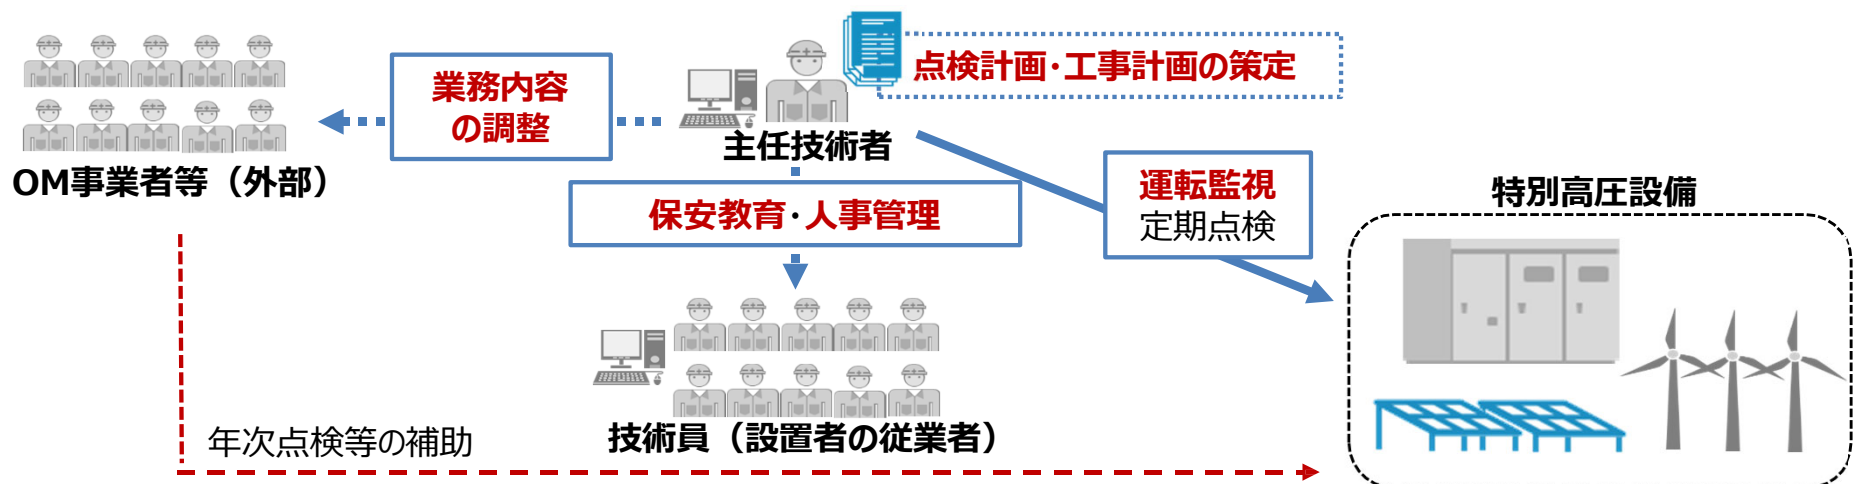 点検計画･工事計画の策定
業務内容
の調整
主任技術者
OM事業者等（外部）
保安教育･人事管理
運転監視
定期点検
特別高圧設備
技術員（設置者の従業者）
年次点検等の補助